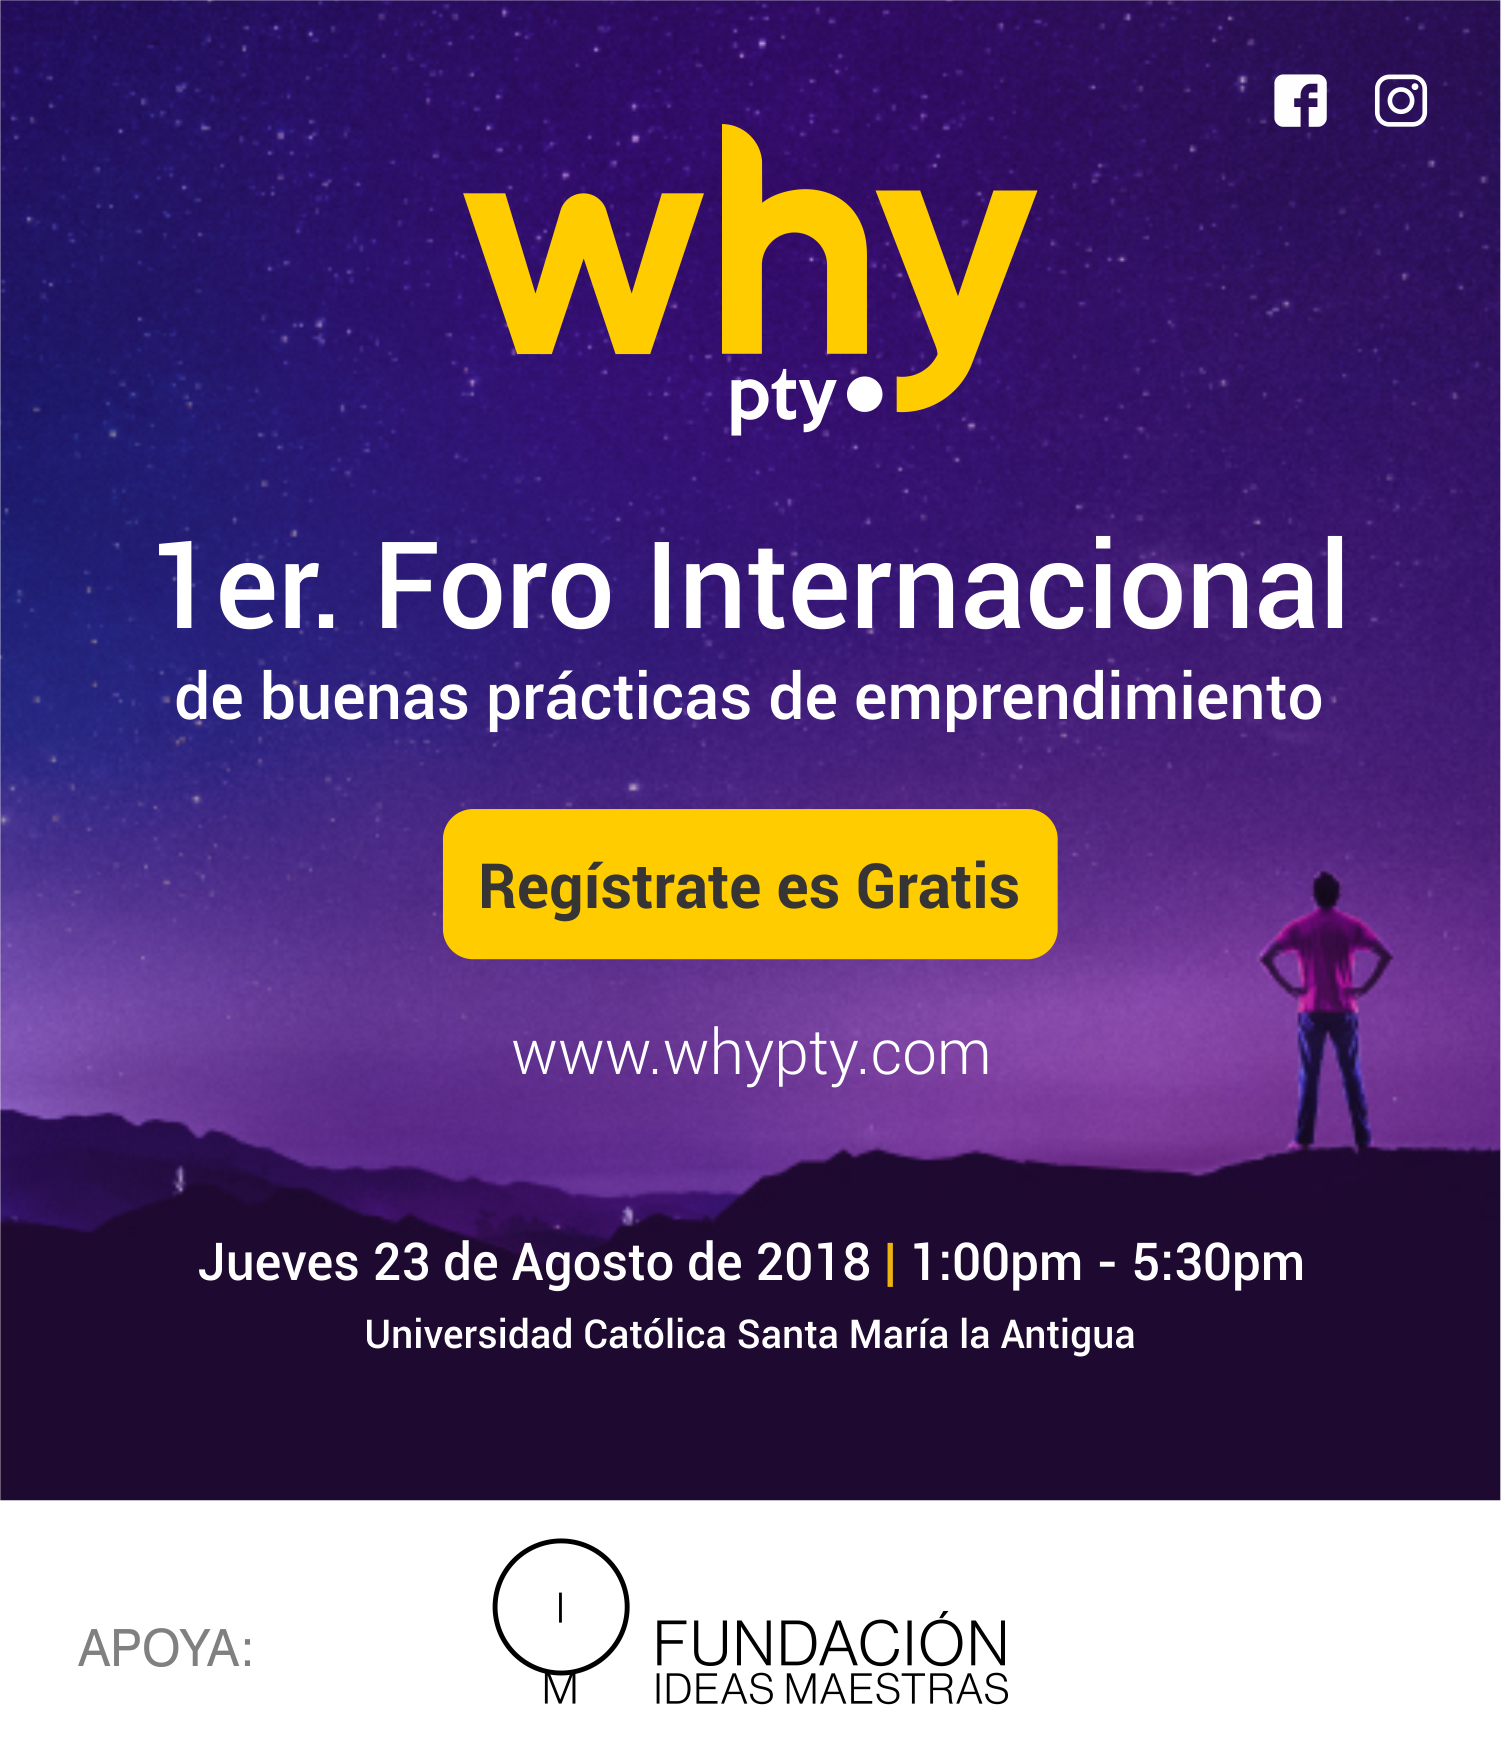 why
pty
1er. Foro Internacional
de buenas prácticas de emprendimiento
Regístrate es Gratis
www.whypty.com
Jueves 23 de Agosto de 2018 | 1:00pm - 5:30pm
Universidad Católica Santa María la Antigua
APOYA:
I
M
FUNDACIÓN
IDEAS MAESTRAS